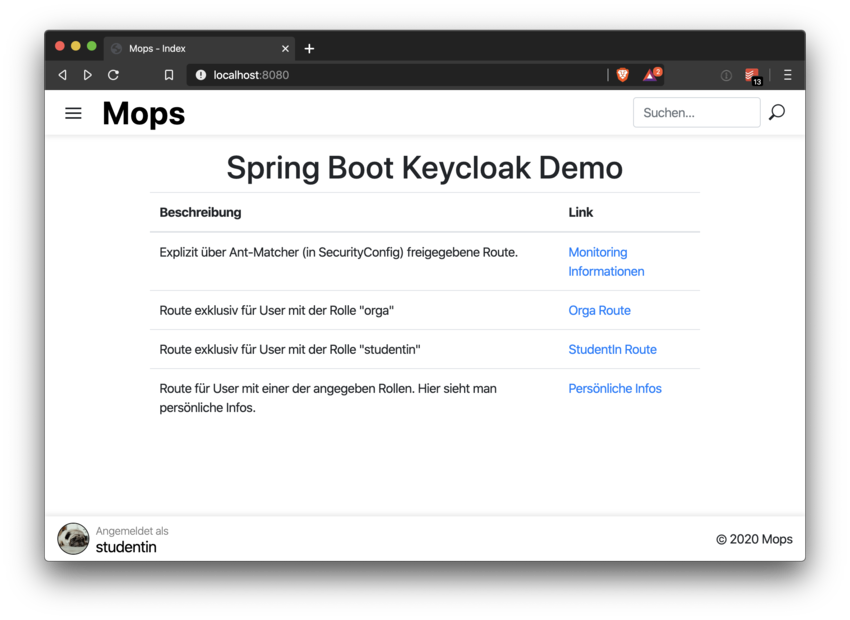 Mops - Index
localhost:8080
2
13
Mops
Suchen...
Spring Boot Keycloak Demo
Beschreibung Link
Explizit über Ant-Matcher (in SecurityConfig) freigegebene Route. Monitoring
Informationen
Route exklusiv für User mit der Rolle "orga" Orga Route
Route exklusiv für User mit der Rolle "studentin" StudentIn Route
Route für User mit einer der angegeben Rollen. Hier sieht man Persönliche Infos
persönliche Infos.
Angemeldet als
studentin
© 2020 Mops